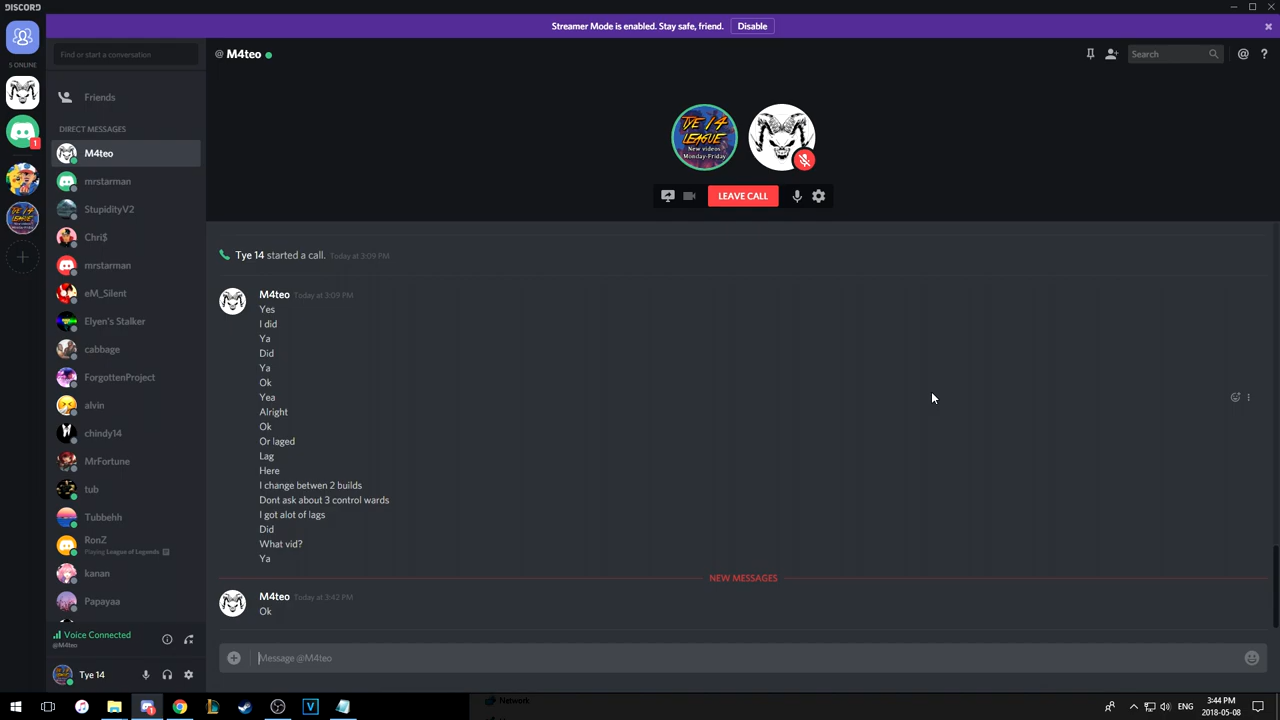 DISCORD
Streamer Mode is enabled. Stay safe, friend.
Disable
Find or start a conversation
@ M4teo
Search
5 ONLINE
Friends
DIRECT MESSAGES
M4teo
mrstarman
StupidityV2
Chri$
mrstarman
eM_Silent
Elyen's Stalker
cabbage
ForgottenProject
alvin
chindy14
MrFortune
tub
Tubbehh
RonZ
Playing League of Legends
kanan
Papayaa
Voice Connected
@M4teo
Tye 14
TYE 14
LEAGUE
New videos
Monday-Friday
LEAVE CALL
Tye 14 started a call. Today at 3:09 PM
M4teo Today at 3:09 PM
Yes
I did
Ya
Did
Ya
Ok
Yea
Alright
Ok
Or laged
Lag
Here
I change betwen 2 builds
Dont ask about 3 control wards
I got alot of lags
Did
What vid?
Ya
NEW MESSAGES
M4teo Today at 3:42 PM
Ok
Message @M4teo
Network
ENG
3:44 PM
2018-05-08